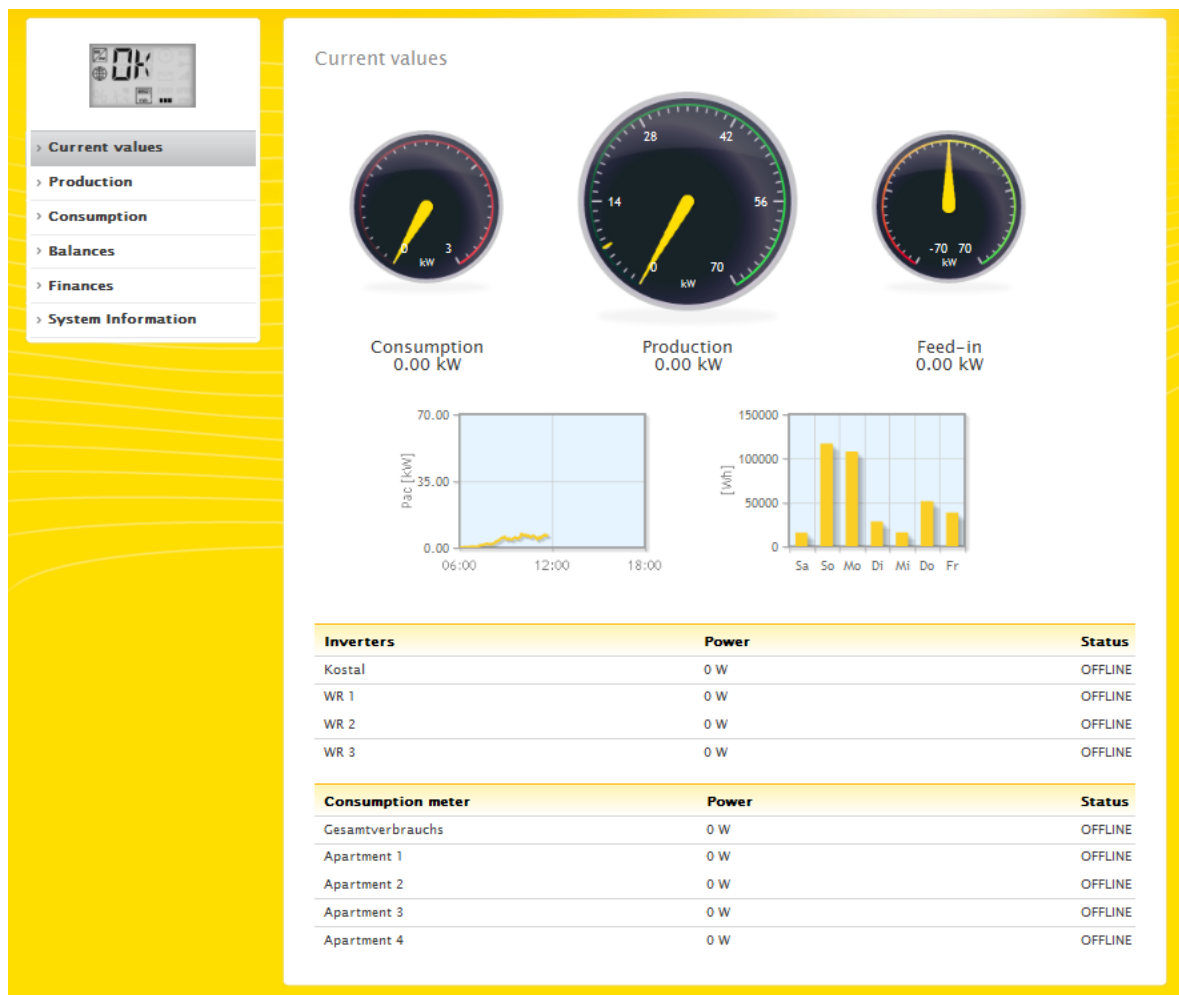 OK
Current values
Production
Consumption
Balances
Finances
System Information
Current values
0 3
kW
14 28 42 56
0 70
kW
-70 70
kW
Consumption
0.00 kW
Production
0.00 kW
Feed-in
0.00 kW
70.00
35.00
0.00
Pac [kW]
06:00 12:00 18:00
150000
100000
50000
0
[Wh]
Sa So Mo Di Mi Do Fr
Inverters Power Status
Kostal 0 W OFFLINE
WR 1 0 W OFFLINE
WR 2 0 W OFFLINE
WR 3 0 W OFFLINE
Consumption meter Power Status
Gesamtverbrauchs 0 W OFFLINE
Apartment 1 0 W OFFLINE
Apartment 2 0 W OFFLINE
Apartment 3 0 W OFFLINE
Apartment 4 0 W OFFLINE